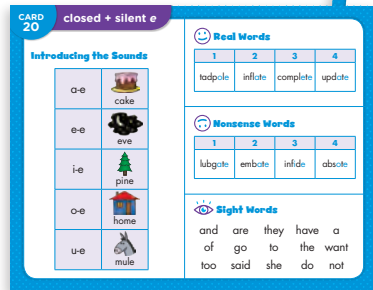 CARD
20
closed + silent e
Introducing the Sounds
a-e
cake
e-e
eve
i-e
pine
o-e
home
u-e
mule
Real Words
1 2 3 4
tadpole inflate complete update
Nonsense Words
1 2 3 4
lubgate embate infide absote
Sight Words
and are they have a
of go to the want
too said she do not